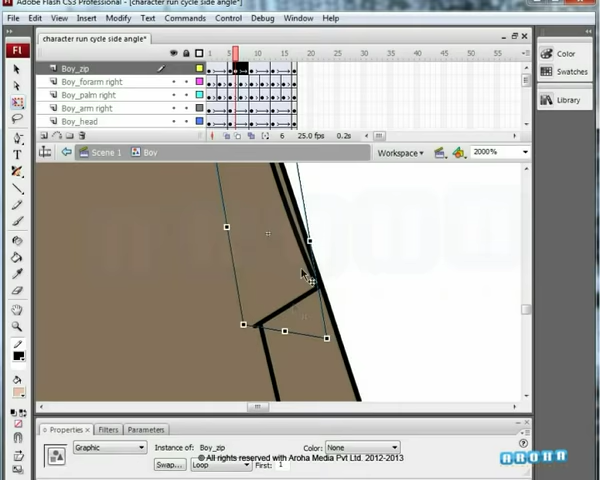 Adobe Flash CS3 Professional - [character run cycle side angle*]
File Edit View Insert Modify Text Commands Control Debug Window Help
character run cycle side angle*
1 5 10 15 20 25 30 35 40 45 50 55
Boy_zip
Boy_forarm right
Boy_palm right
Boy_arm right
Boy_head
6 25.0 fps 0.2s
Scene 1 Boy Workspace 2000%
Color
Swatches
Library
Fl
T
Properties × Filters Parameters
Graphic Instance of: Boy_zip Color: None
Swap... Loop First: 1
© All rights reserved with Aroha Media Pvt Ltd. 2012-2013
AROHA